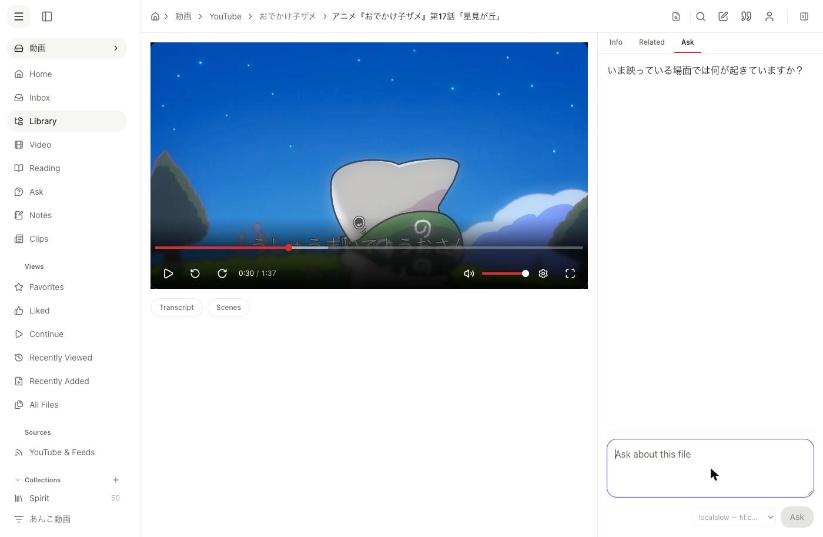 動画 YouTube おでかけ子ザメ アニメ『おでかけ子ザメ』第17話「星見が丘」
動画
Home
Inbox
Library
Video
Reading
Ask
Notes
Clips
Views
Favorites
Liked
Continue
Recently Viewed
Recently Added
All Files
Sources
YouTube & Feeds
Collections
Spirit 50
あんこ動画
0:30 / 1:37
Transcript Scenes
Info Related Ask
いま映っている場面では何が起きていますか？
Ask about this file
Ask